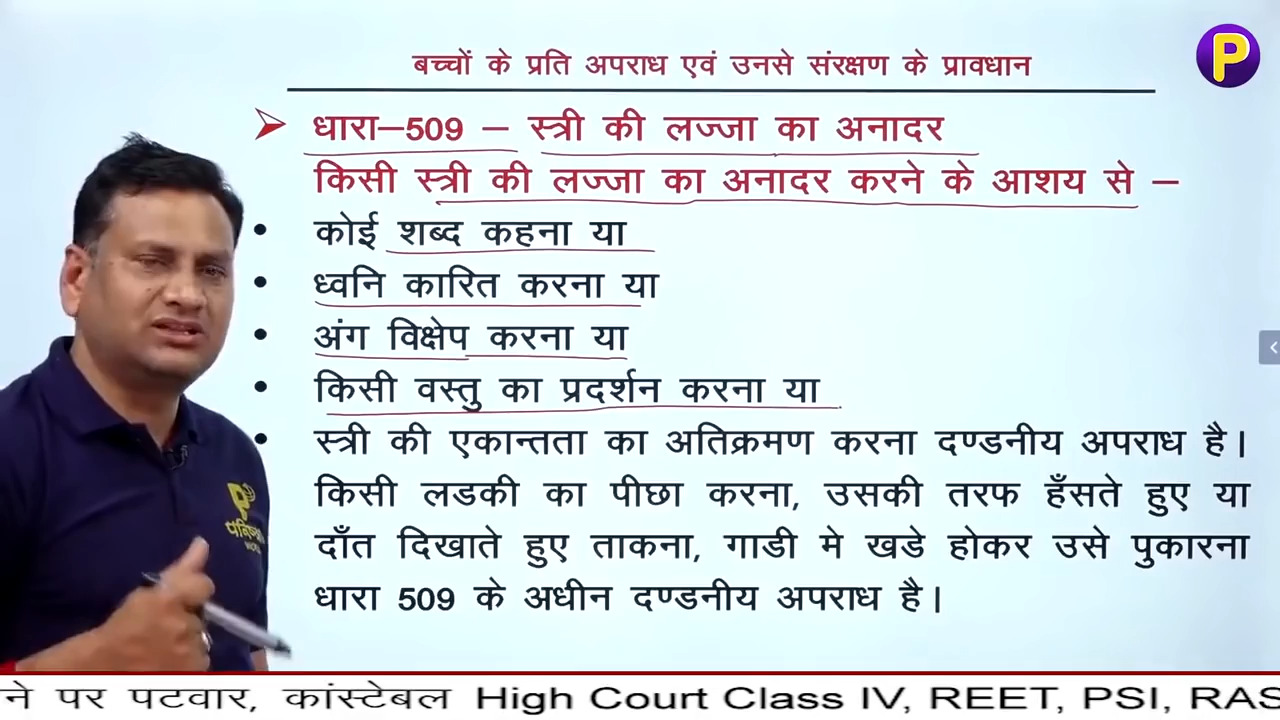 P
बच्चों के प्रति अपराध एवं उनसे संरक्षण के प्रावधान
➢ धारा–509 – स्त्री की लज्जा का अनादर
किसी स्त्री की लज्जा का अनादर करने के आशय से –
• कोई शब्द कहना या
• ध्वनि कारित करना या
• अंग विक्षेप करना या
• किसी वस्तु का प्रदर्शन करना या
• स्त्री की एकान्तता का अतिक्रमण करना दण्डनीय अपराध है।
किसी लडकी का पीछा करना, उसकी तरफ हँसते हुए या
दाँत दिखाते हुए ताकना, गाडी मे खडे होकर उसे पुकारना
धारा 509 के अधीन दण्डनीय अपराध है।
ने पर पटवार, कांस्टेबल High Court Class IV, REET, PSI, RAS